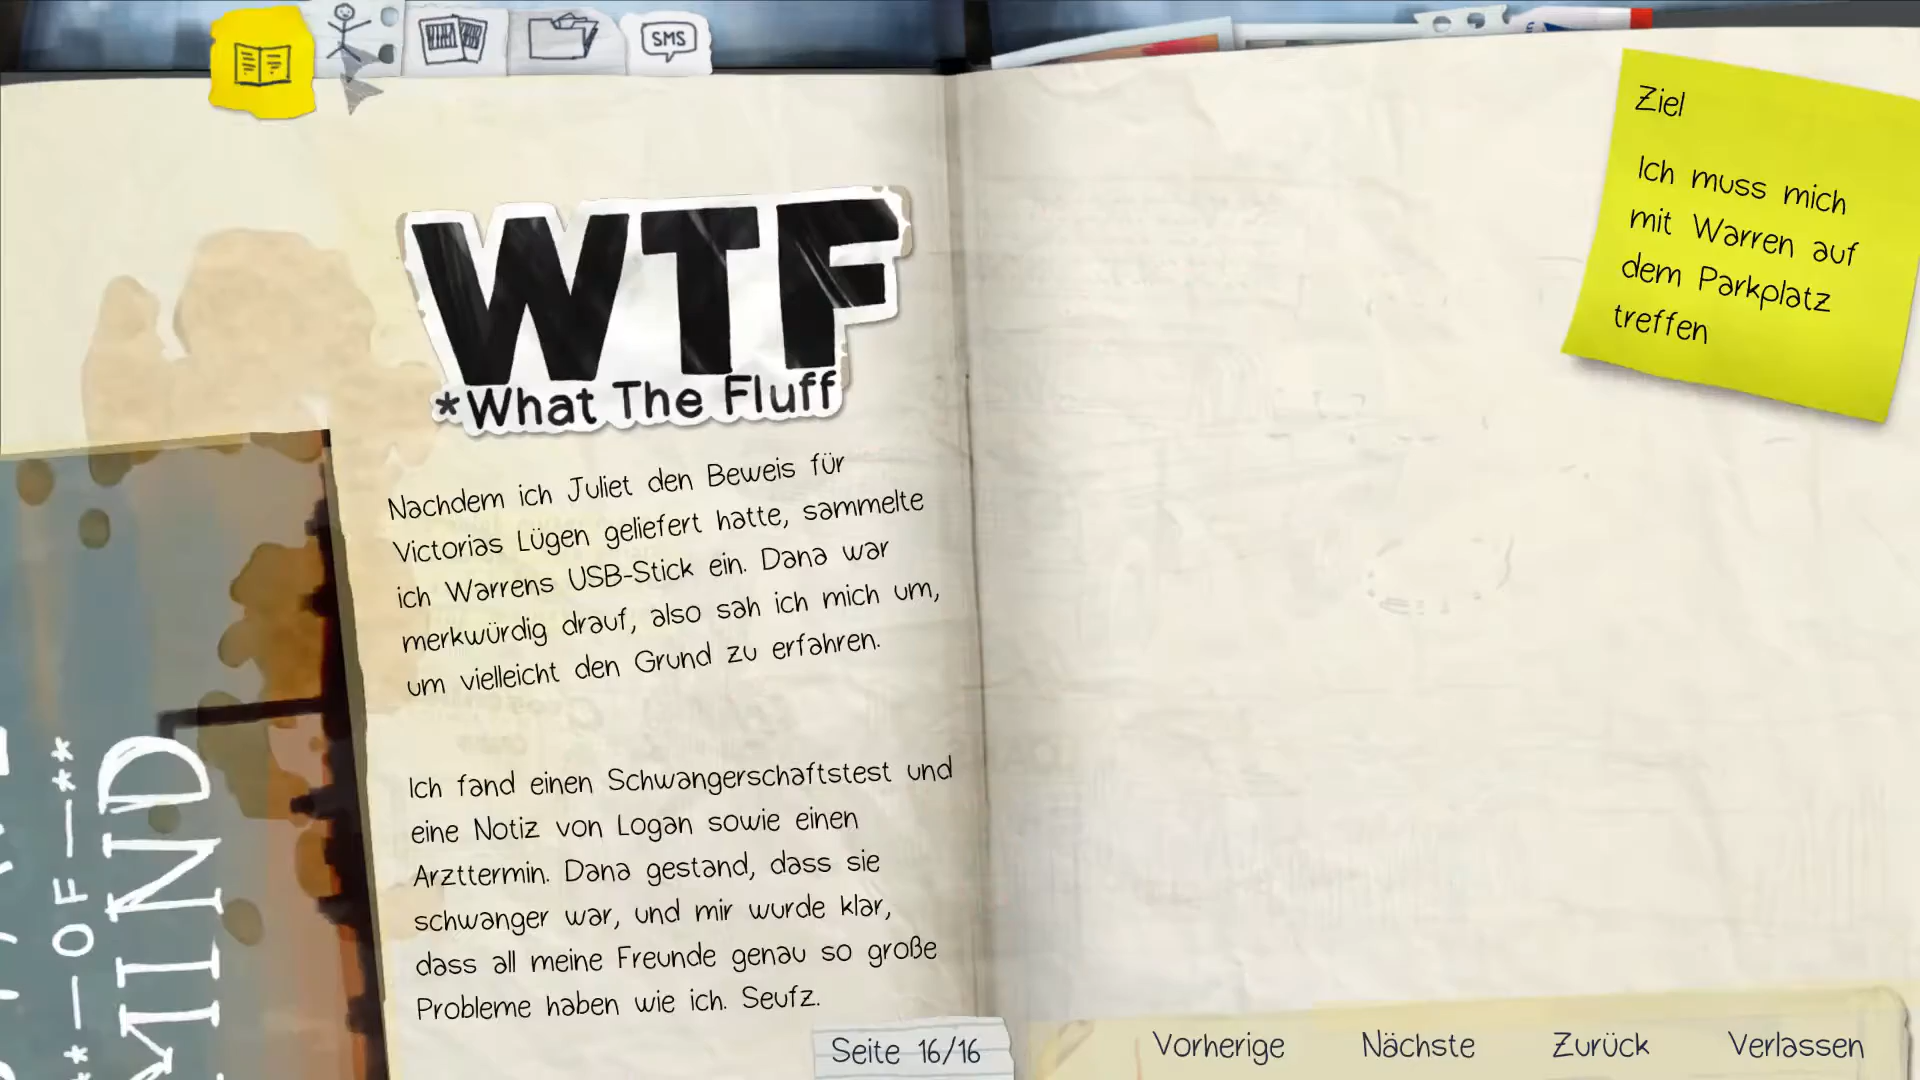 SMS
WTF
*What The Fluff
Nachdem ich Juliet den Beweis für
Victorias Lügen geliefert hatte, sammelte
ich Warrens USB-Stick ein. Dana war
merkwürdig drauf, also sah ich mich um,
um vielleicht den Grund zu erfahren.
Ich fand einen Schwangerschaftstest und
eine Notiz von Logan sowie einen
Arzttermin. Dana gestand, dass sie
schwanger war, und mir wurde klar,
dass all meine Freunde genau so große
Probleme haben wie ich. Seufz.
**—OF—**
MIND
Ziel
Ich muss mich
mit Warren auf
dem Parkplatz
treffen
Seite 16/16
Vorherige
Nächste
Zurück
Verlassen